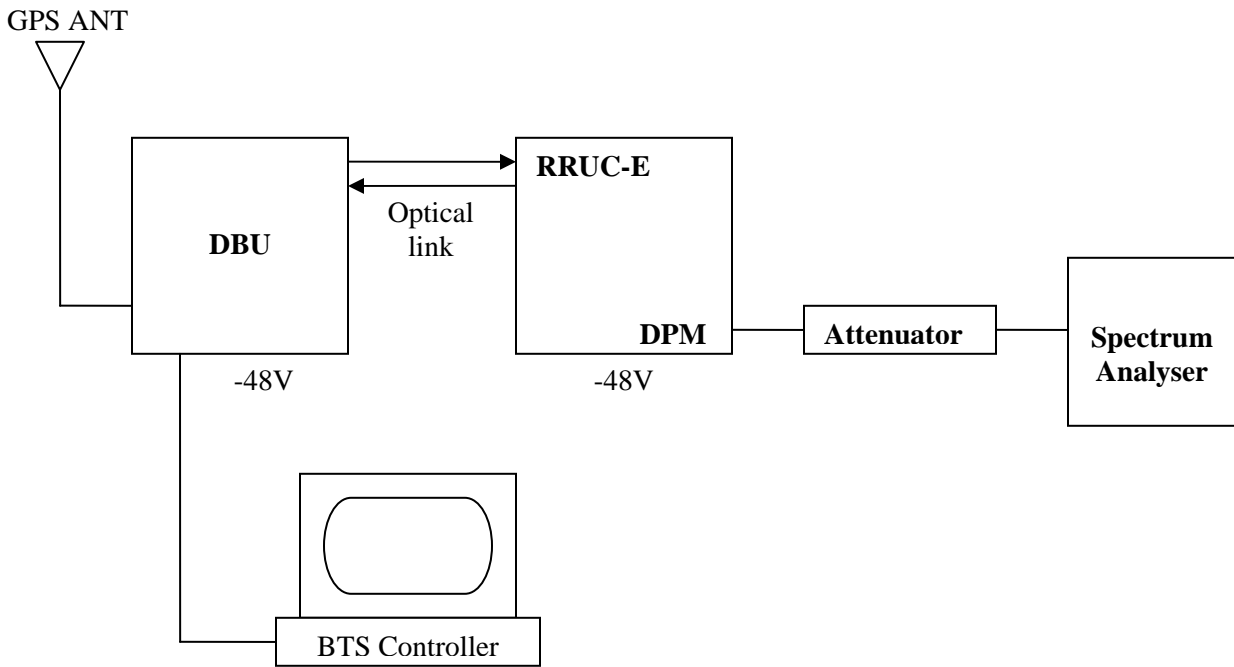 GPS ANT
RRUC-E
Optical
link
DBU
DPM
Attenuator
Spectrum
Analyser
-48V
-48V
BTS Controller